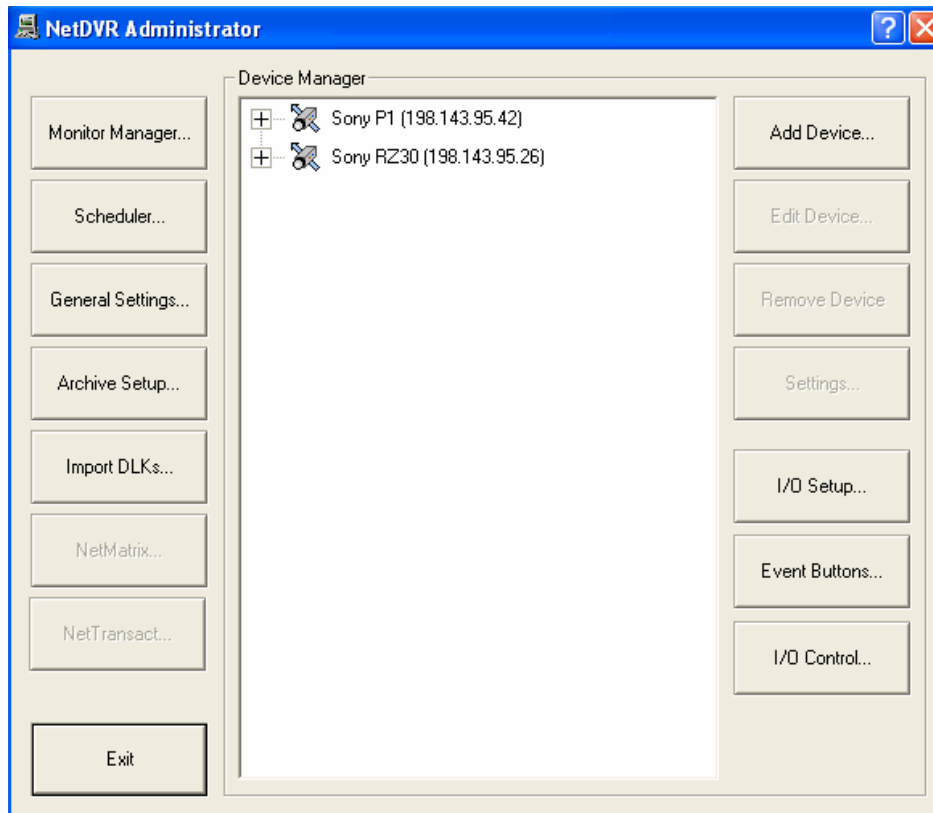 NetDVR Administrator
Device Manager
Monitor Manager...
Scheduler...
General Settings...
Archive Setup...
Import DLKs...
NetMatrix...
NetTransact...
Exit
Sony P1 (198.143.95.42)
Sony RZ30 (198.143.95.26)
Add Device...
Edit Device...
Remove Device
Settings...
I/O Setup...
Event Buttons...
I/O Control...